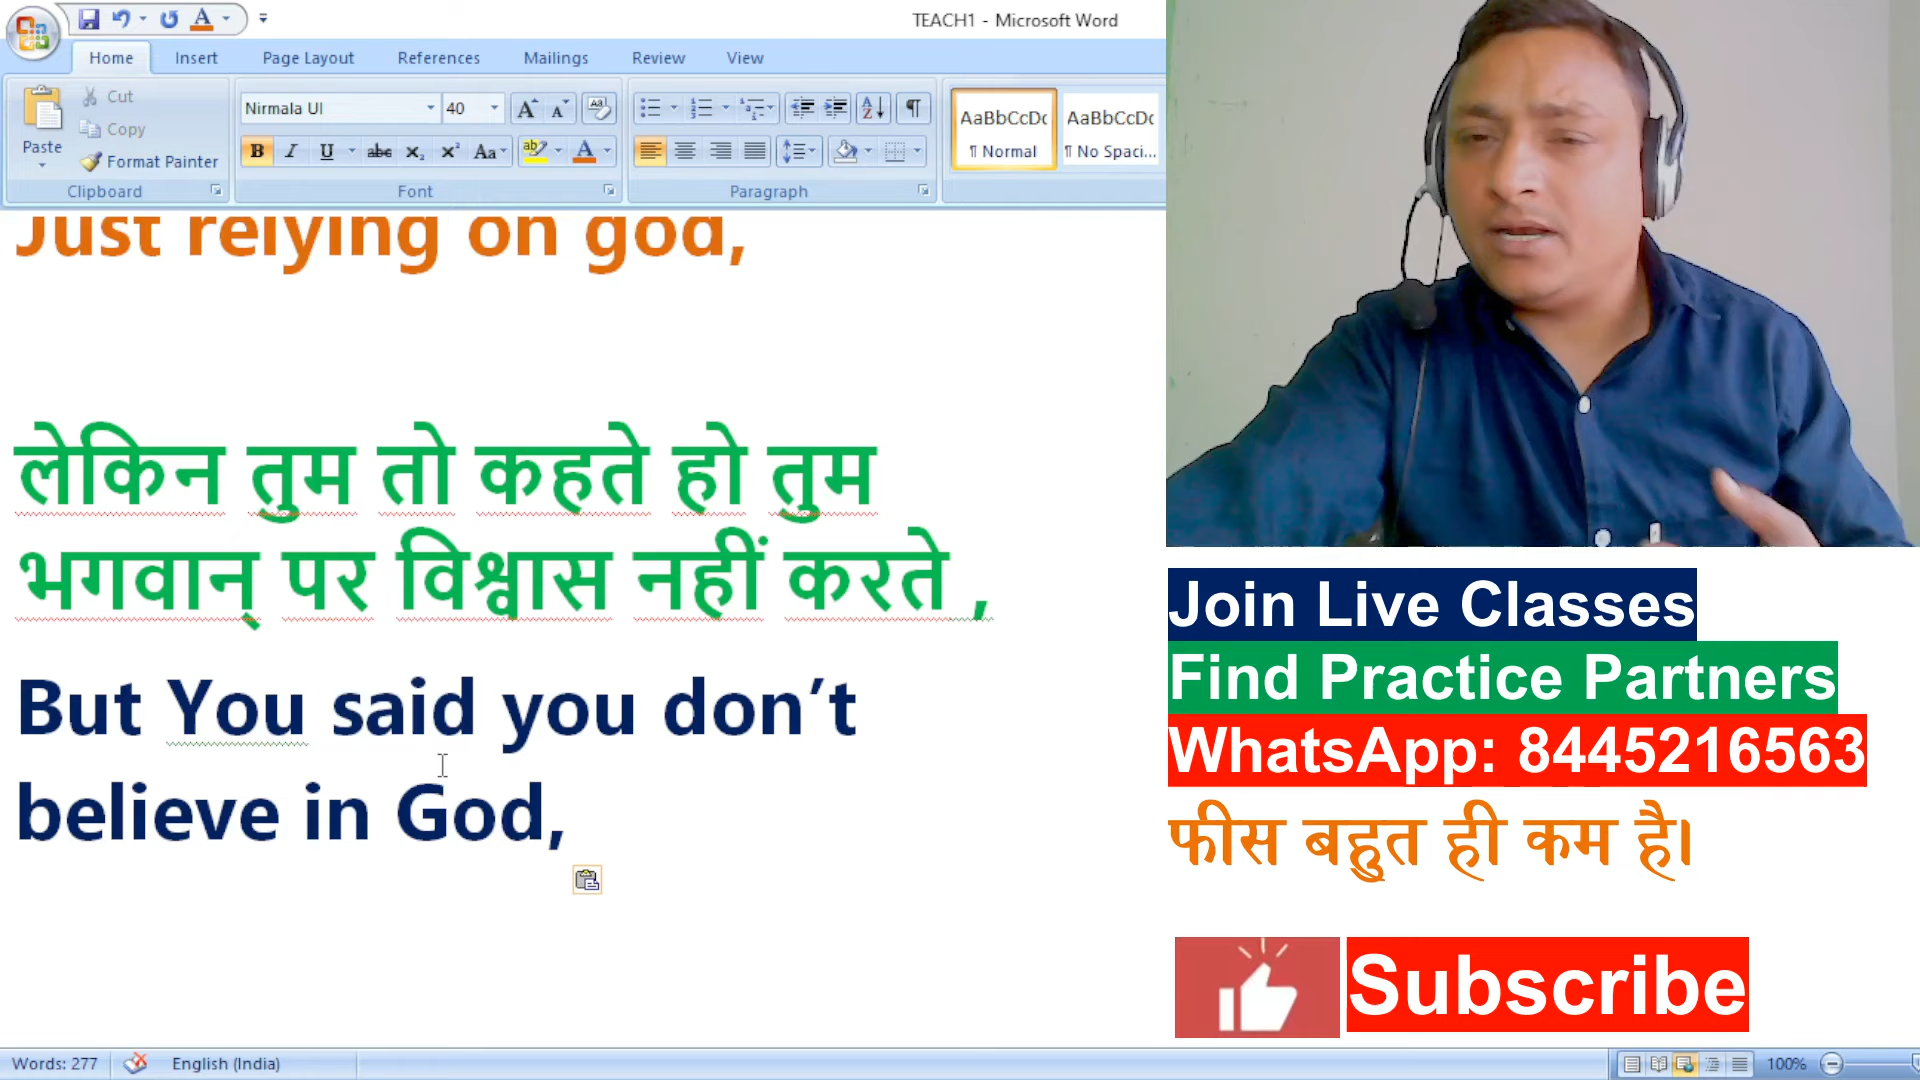 TEACH1 - Microsoft Word
Home Insert Page Layout References Mailings Review View
Paste
Cut
Copy
Format Painter
Clipboard
Nirmala UI 40
Font
Paragraph
AaBbCcDc AaBbCcDc
¶ Normal ¶ No Spaci...
Just relying on god,
लेकिन तुम तो कहते हो तुम
भगवान् पर विश्वास नहीं करते ,
But You said you don’t
believe in God,
Join Live Classes
Find Practice Partners
WhatsApp: 8445216563
फीस बहुत ही कम है।
Subscribe
Words: 277 English (India) 100%